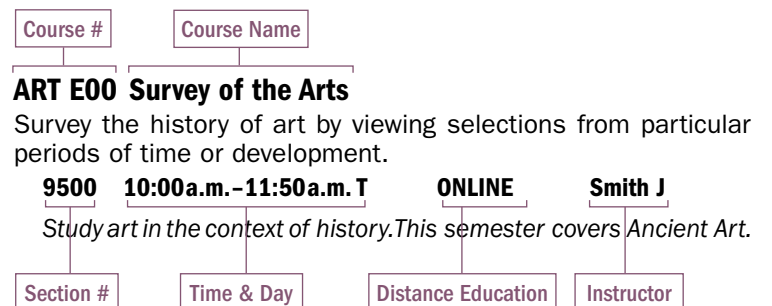 Course # Course Name
ART E00 Survey of the Arts
Survey the history of art by viewing selections from particular
periods of time or development.
9500 10:00a.m.–11:50a.m. T ONLINE Smith J
Study art in the context of history.This semester covers Ancient Art.
Section # Time & Day Distance Education Instructor